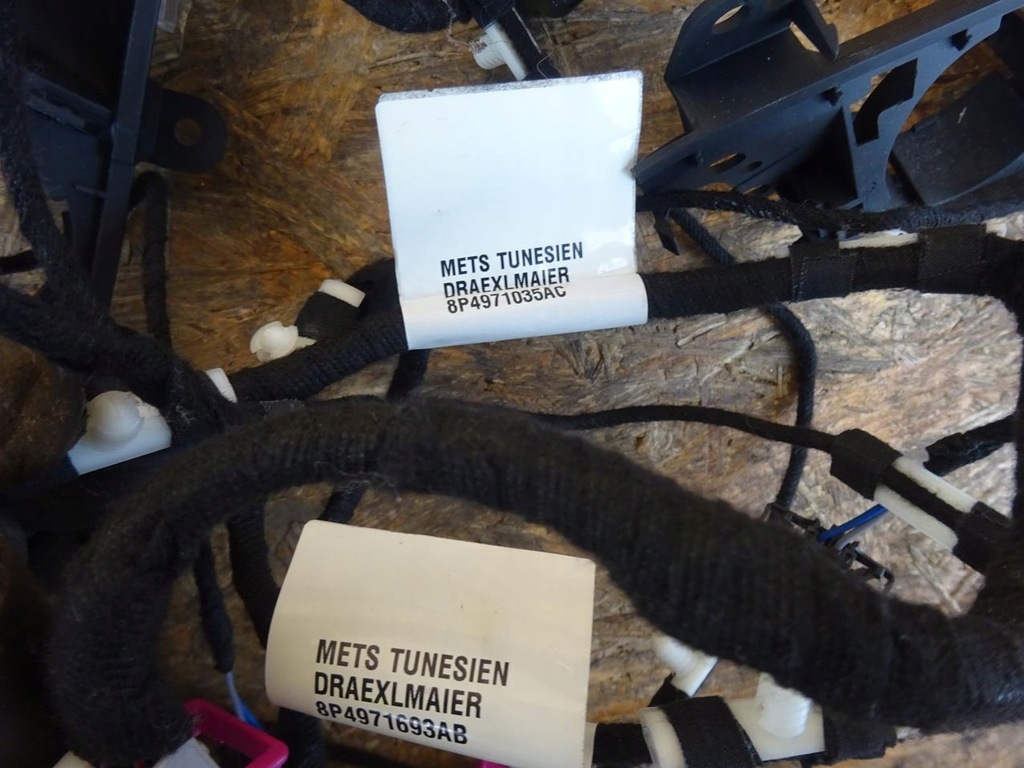 METS TUNESIEN
DRAEXLMAIER
8P4971035AC
METS TUNESIEN
DRAEXLMAIER
8P4971693AB